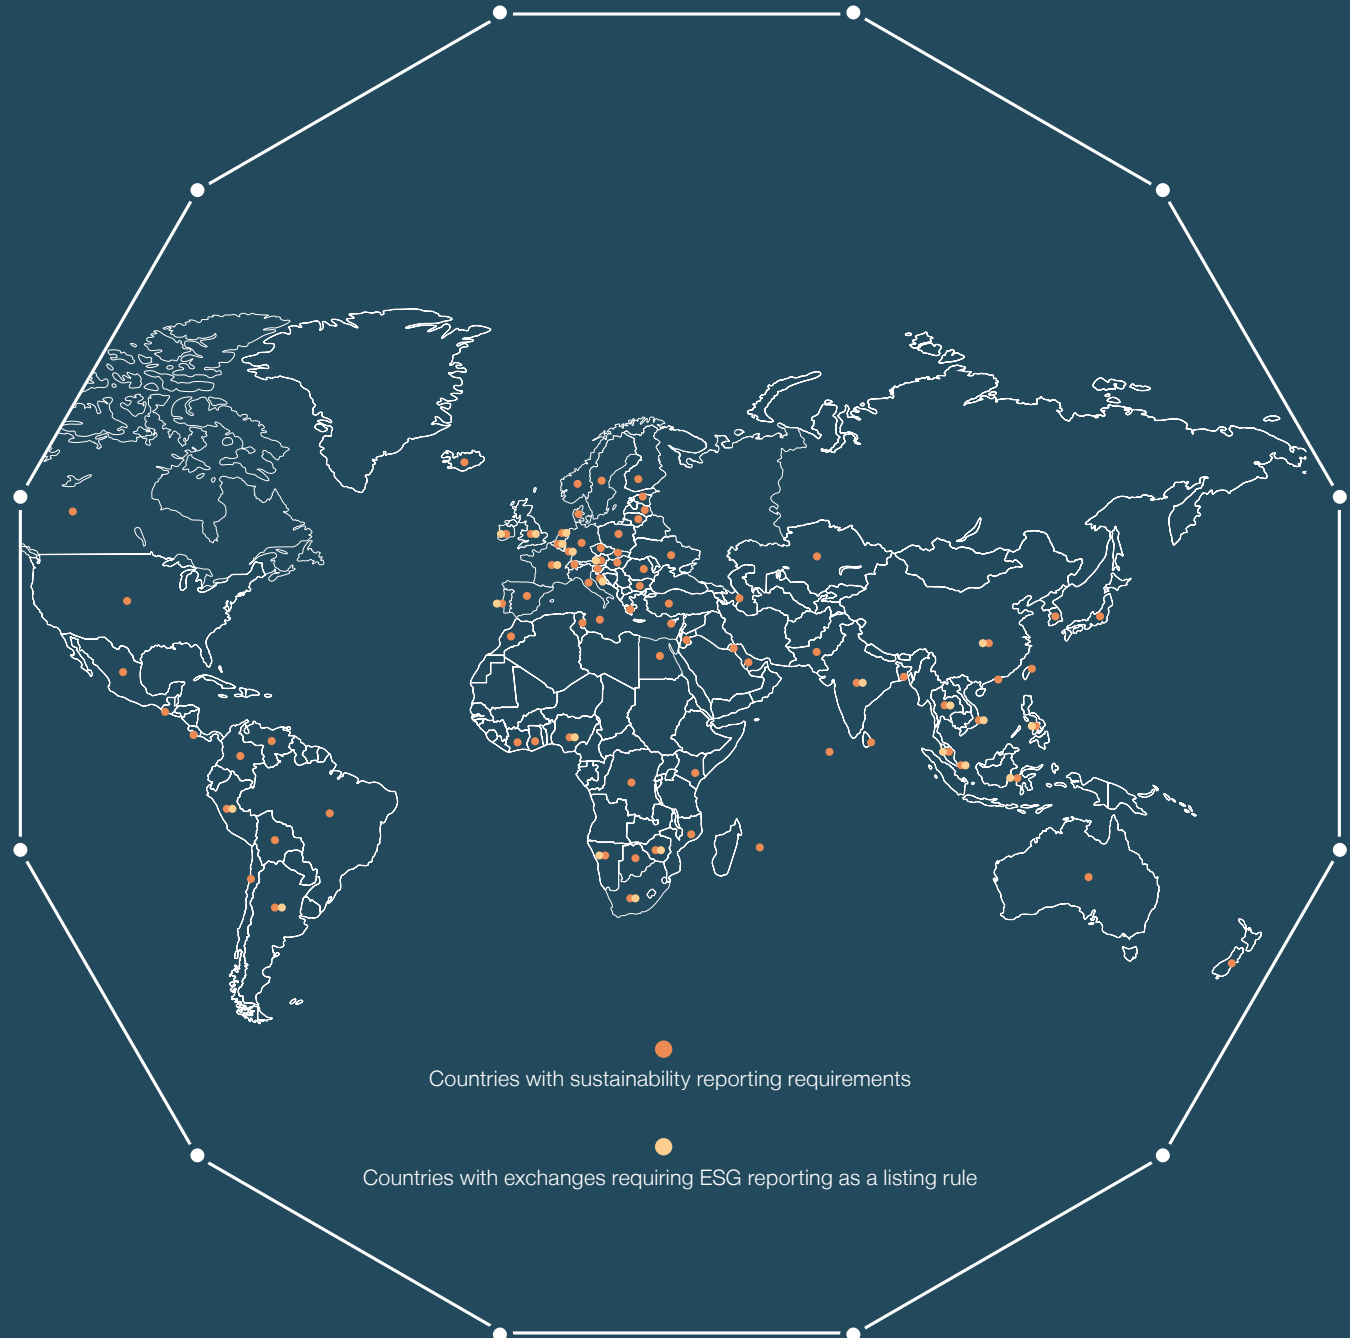 Countries with sustainability reporting requirements
Countries with exchanges requiring ESG reporting as a listing rule